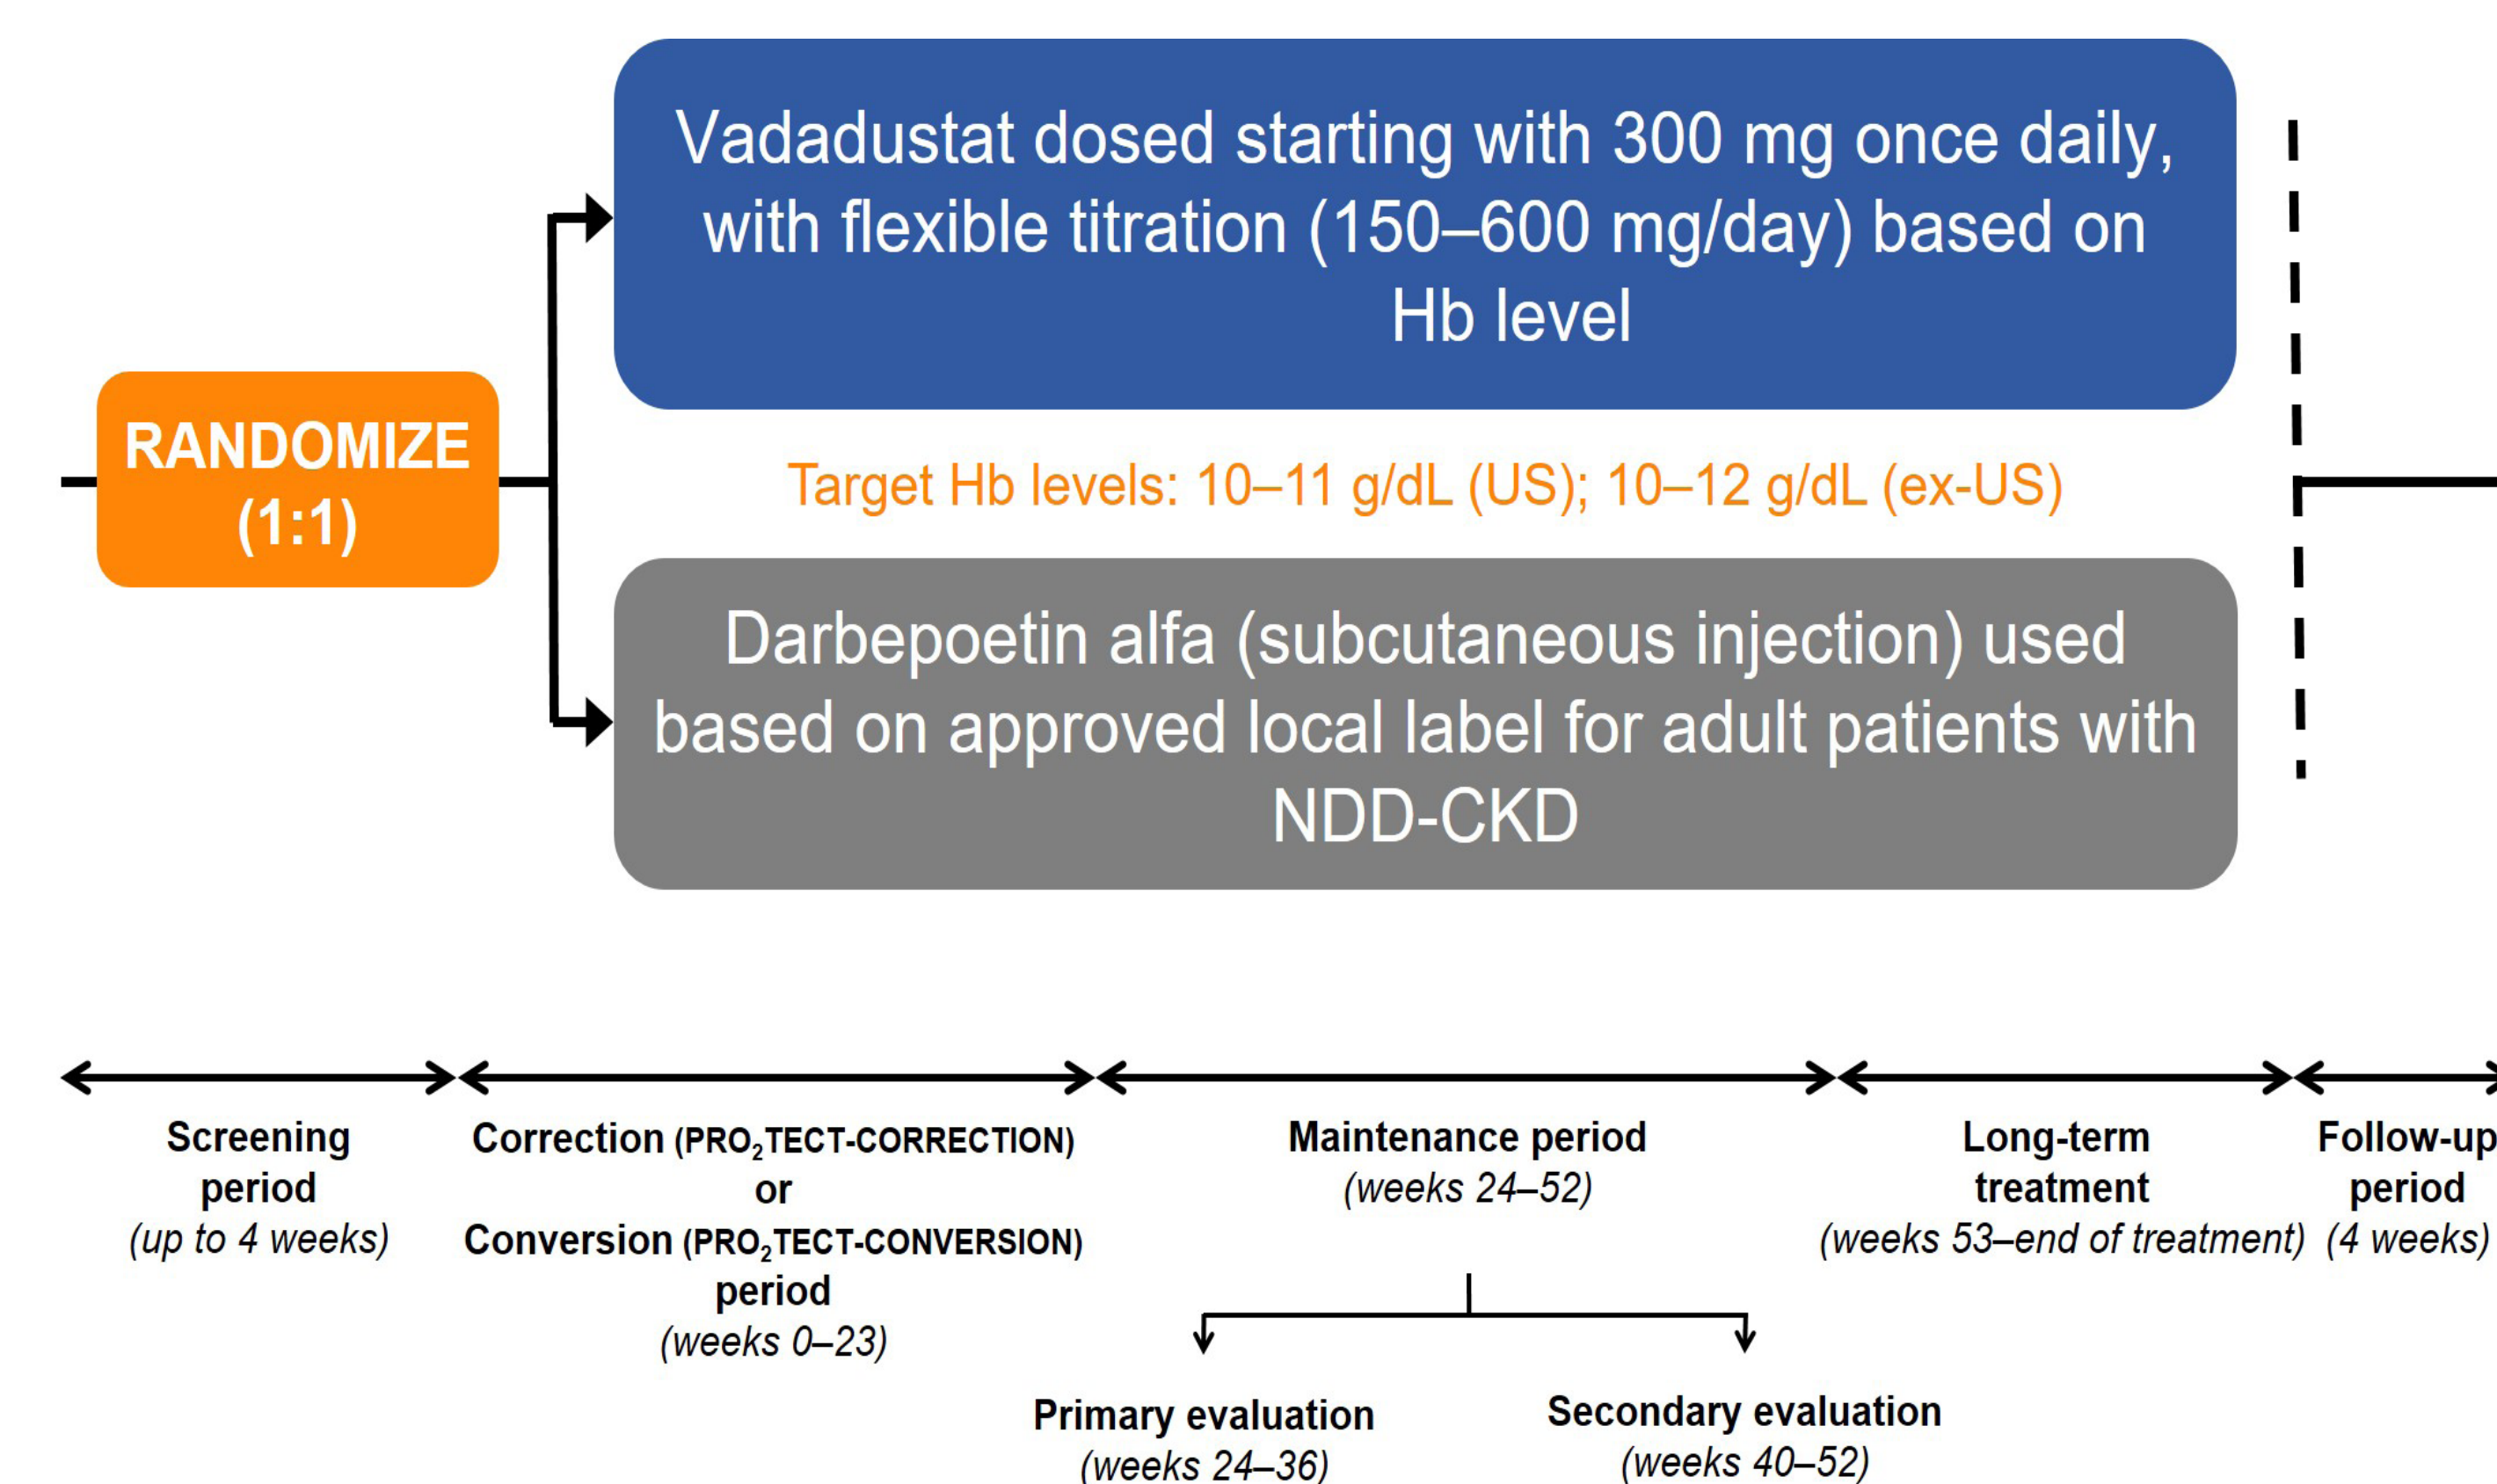 Vadadustat dosed starting with 300 mg once daily,
with flexible titration (150–600 mg/day) based on
Hb level
RANDOMIZE
(1:1)
Target Hb levels: 10–11 g/dL (US); 10–12 g/dL (ex-US)
Darbepoetin alfa (subcutaneous injection) used
based on approved local label for adult patients with
NDD-CKD
Screening
period
(up to 4 weeks)
Correction (PRO₂TECT-CORRECTION)
or
Conversion (PRO₂TECT-CONVERSION)
period
(weeks 0–23)
Maintenance period
(weeks 24–52)
Long-term
treatment
(weeks 53–end of treatment)
Follow-up
period
(4 weeks)
Primary evaluation
(weeks 24–36)
Secondary evaluation
(weeks 40–52)